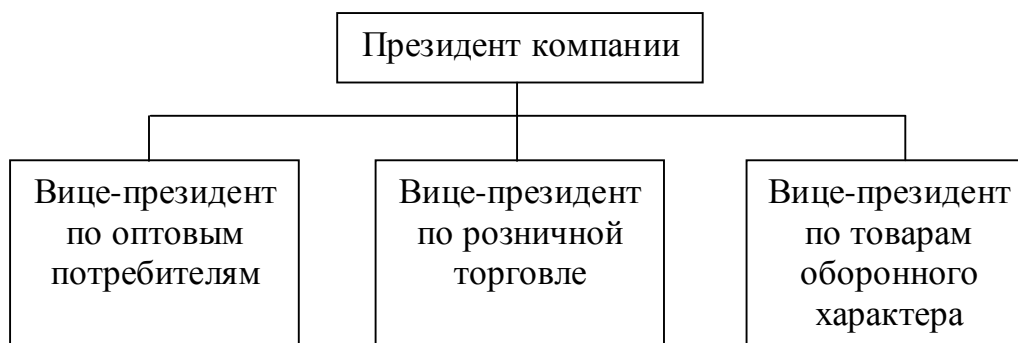 Президент компании
Вице-президент
по оптовым
потребителям
Вице-президент
по розничной
торговле
Вице-президент
по товарам
оборонного
характера